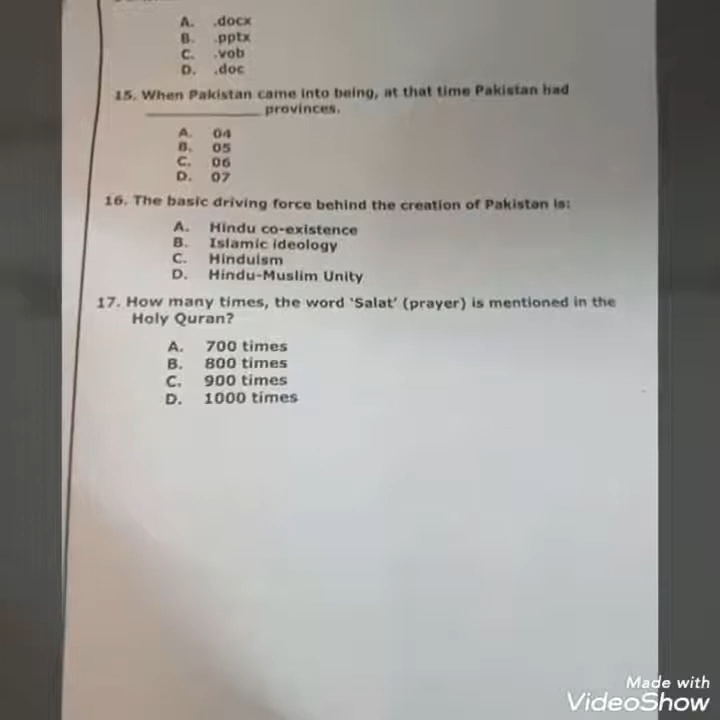 A. .docx
B. .pptx
C. .vob
D. .doc
15. When Pakistan came into being, at that time Pakistan had
____________ provinces.
A. 04
B. 05
C. 06
D. 07
16. The basic driving force behind the creation of Pakistan is:
A. Hindu co-existence
B. Islamic ideology
C. Hinduism
D. Hindu-Muslim Unity
17. How many times, the word 'Salat' (prayer) is mentioned in the
Holy Quran?
A. 700 times
B. 800 times
C. 900 times
D. 1000 times
Made with
VideoShow